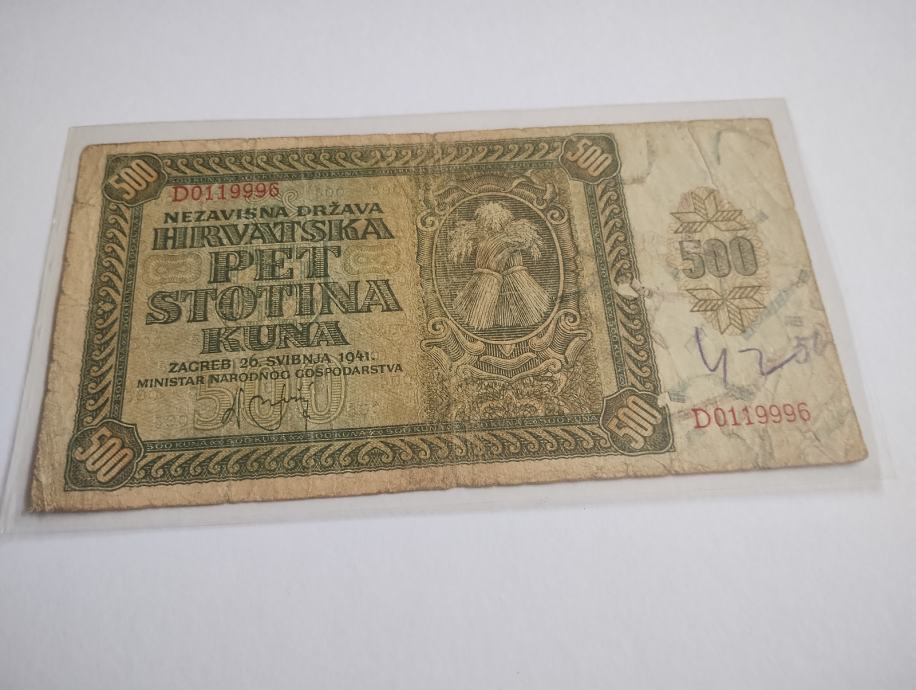 500
500
D0119996
NEZAVISNA DRŽAVA
HRVATSKA
PET
STOTINA
KUNA
ZAGREB 26. SVIBNJA 1941.
MINISTAR NARODNOG GOSPODARSTVA
500
500
500
500
D0119996